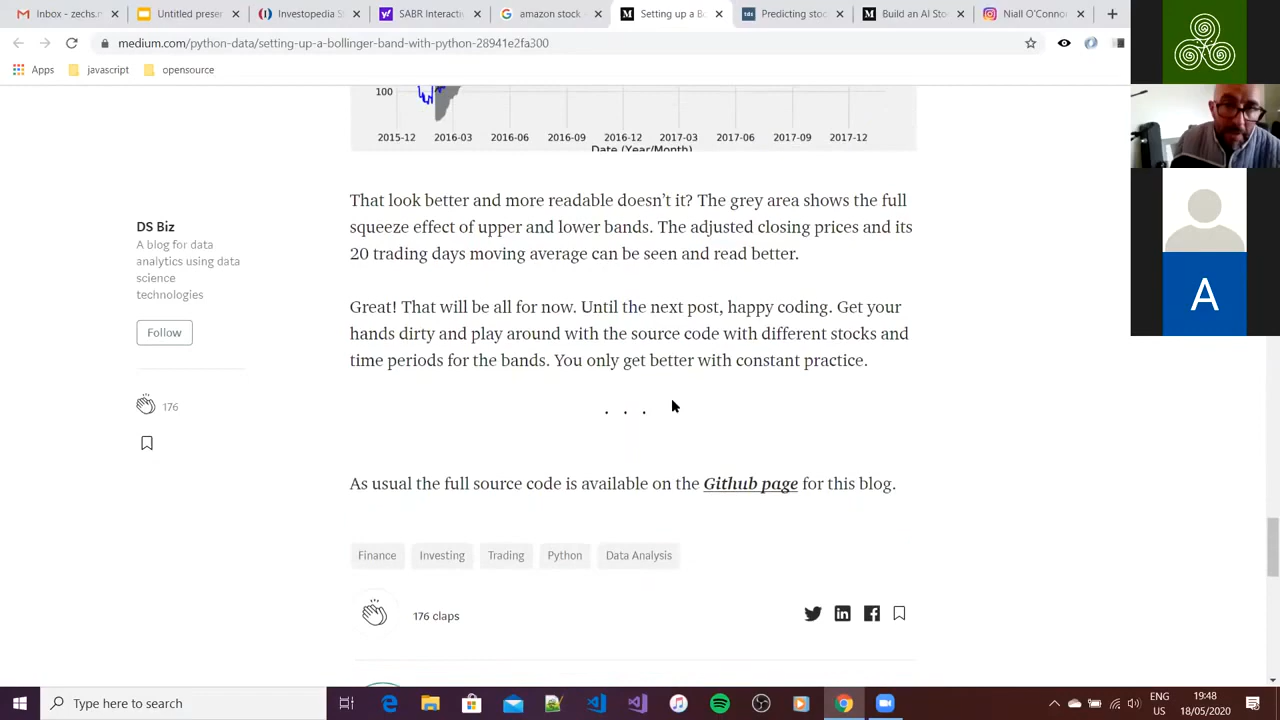 Inbox - zechs.n
Unlimited preser
Investopedia S
SABR Interactiv
amazon stock
Setting up a Bo
Predicting stoc
Build an AI Stoc
Niall O'Connor
medium.com/python-data/setting-up-a-bollinger-band-with-python-28941e2fa300
Apps
javascript
opensource
100
2015-12
2016-03
2016-06
2016-09
2016-12
2017-03
2017-06
2017-09
2017-12
Date (Year/Month)
That look better and more readable doesn't it? The grey area shows the full
squeeze effect of upper and lower bands. The adjusted closing prices and its
20 trading days moving average can be seen and read better.
Great! That will be all for now. Until the next post, happy coding. Get your
hands dirty and play around with the source code with different stocks and
time periods for the bands. You only get better with constant practice.
. . .
As usual the full source code is available on the Github page for this blog.
Finance
Investing
Trading
Python
Data Analysis
176 claps
DS Biz
A blog for data
analytics using data
science
technologies
Follow
176
A
Type here to search
ENG
US
19:48
18/05/2020